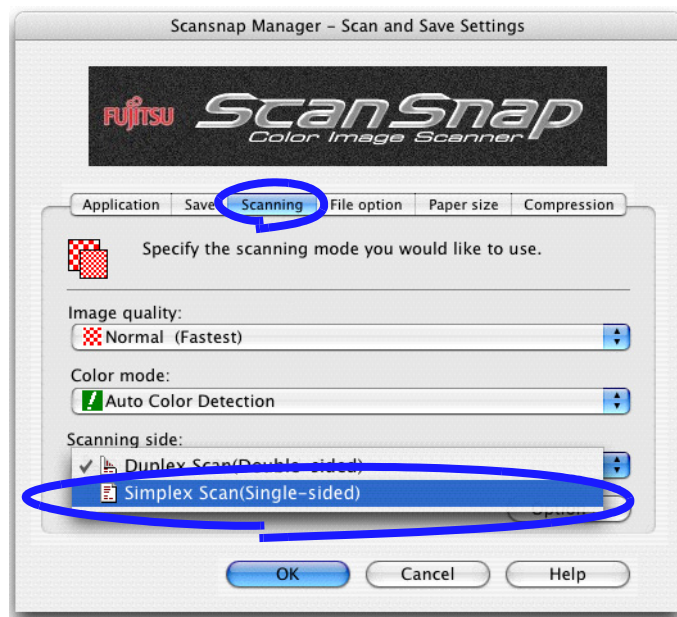 Scansnap Manager – Scan and Save Settings
FUJITSU ScanSnap
Color Image Scanner
Application Save Scanning File option Paper size Compression
Specify the scanning mode you would like to use.
Image quality:
Normal (Fastest)
Color mode:
Auto Color Detection
Scanning side:
Duplex Scan(Double-sided)
Simplex Scan(Single-sided)
Option
OK Cancel Help